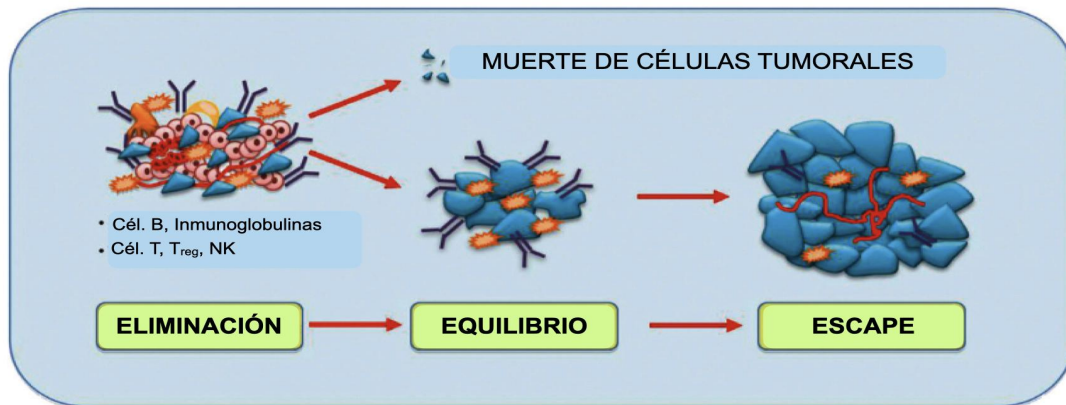 MUERTE DE CÉLULAS TUMORALES
• Cél. B, Inmunoglobulinas
• Cél. T, Treg, NK
ELIMINACIÓN
EQUILIBRIO
ESCAPE